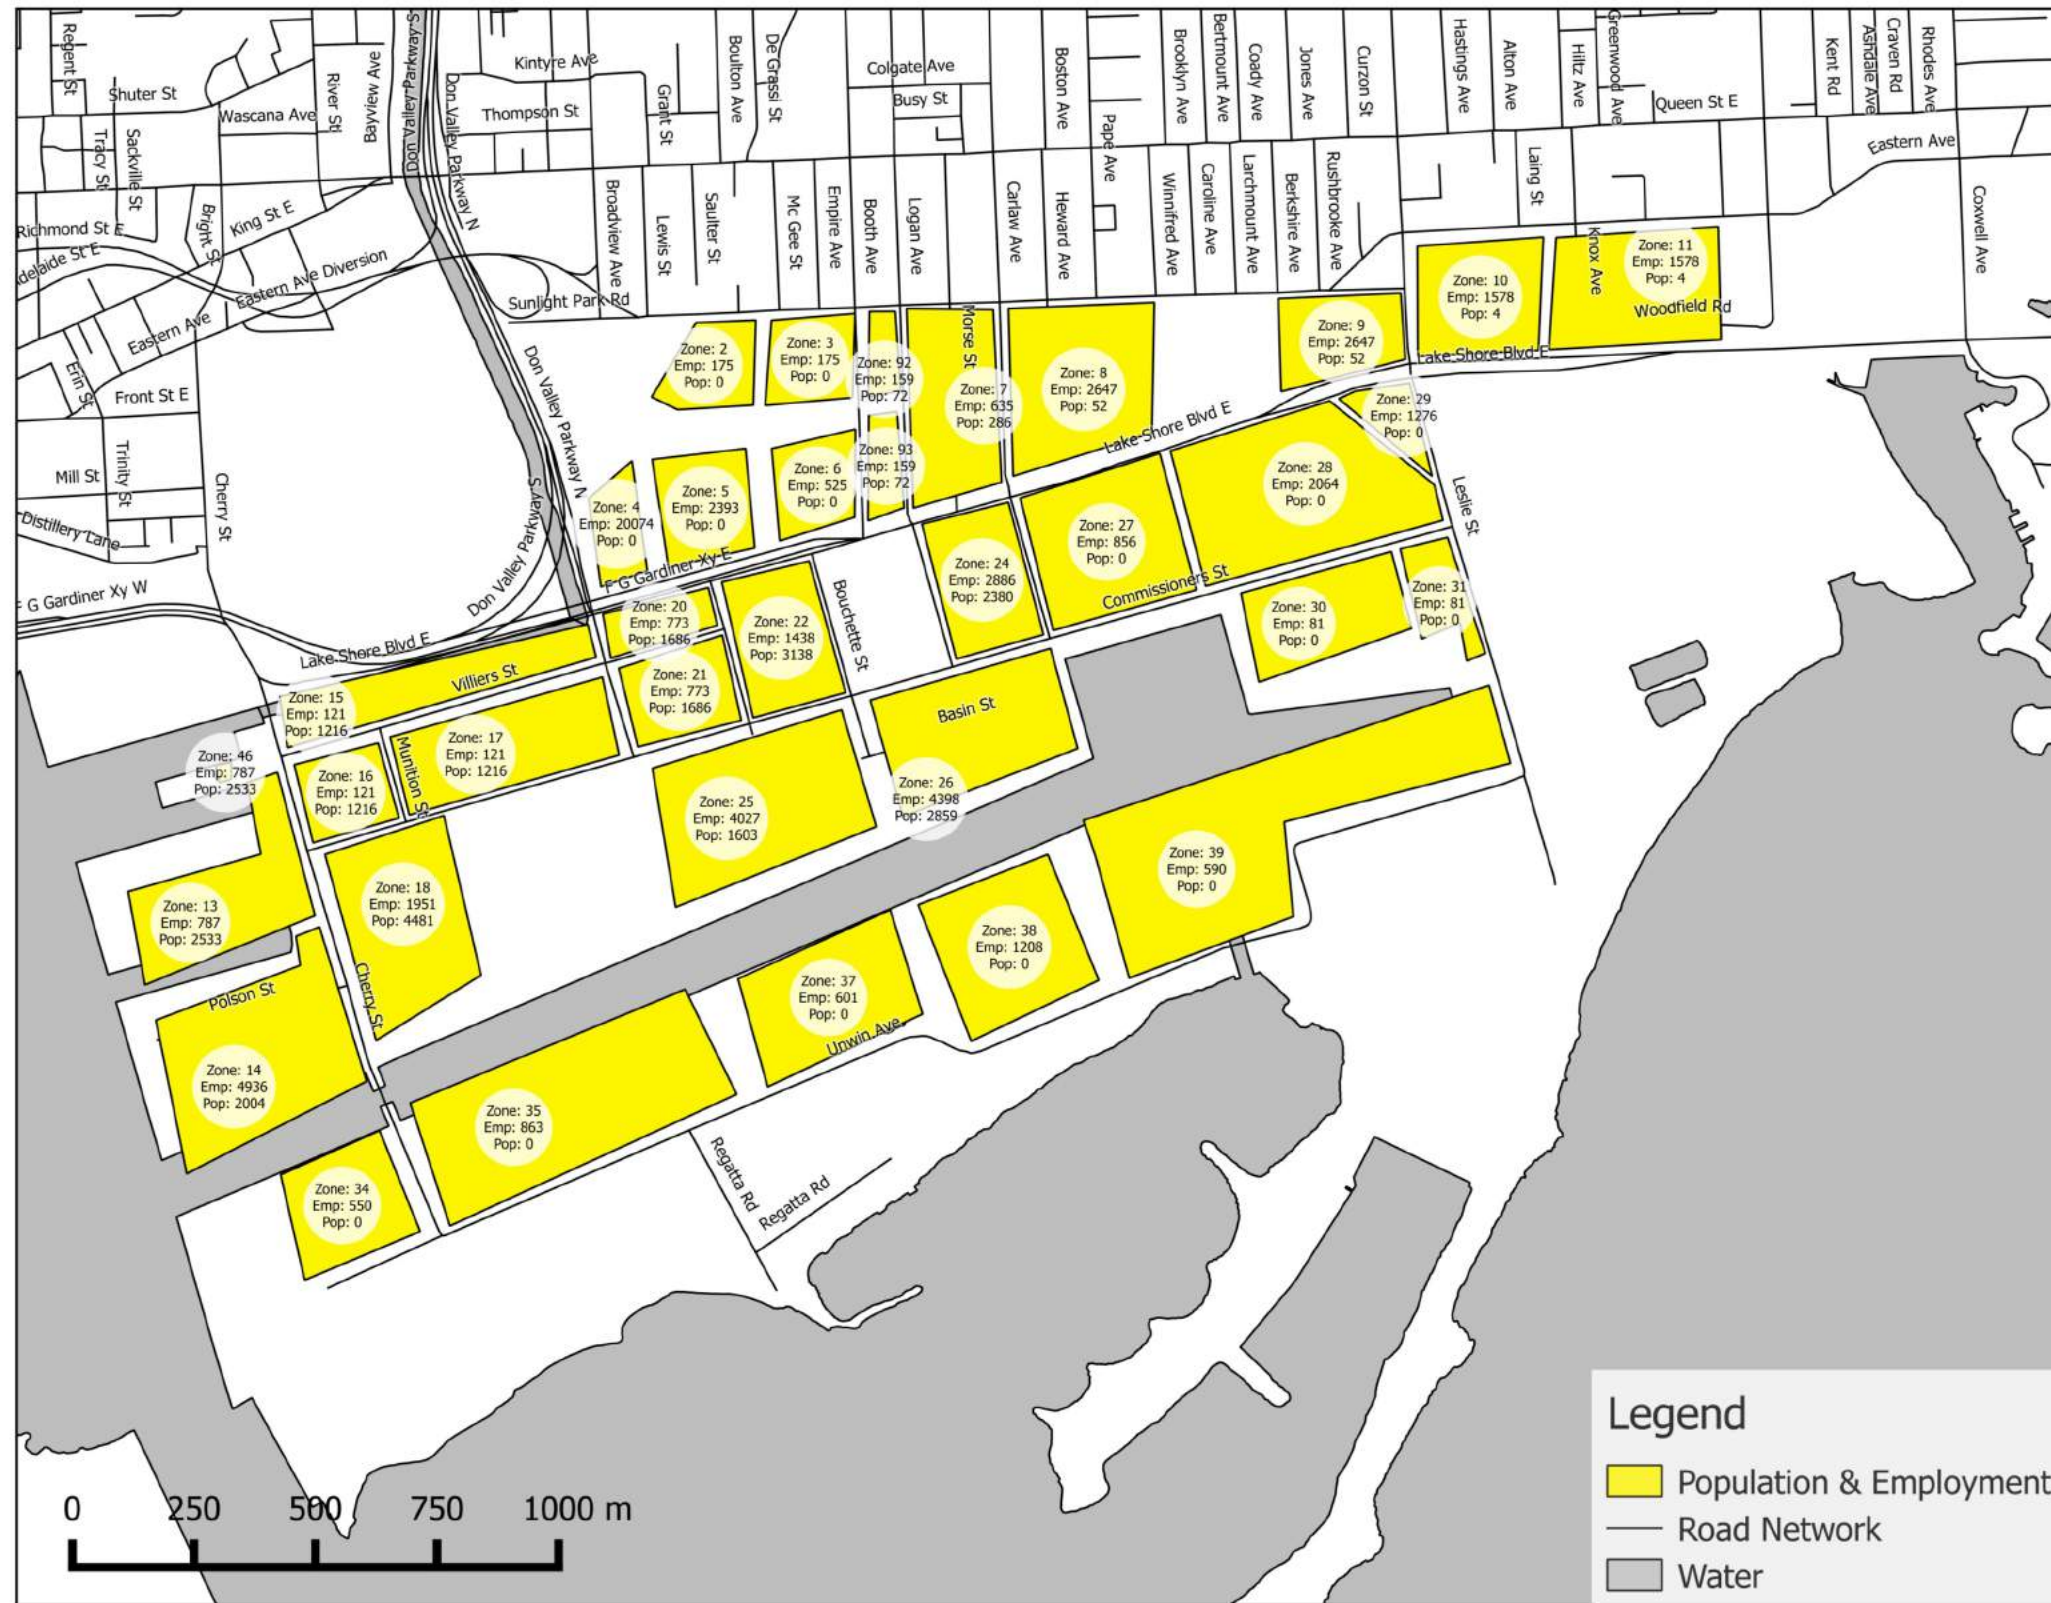 Regent St
Shuter St
Tracy St
Sackville St
Wascana Ave
River St
Bayview Ave
Don Valley Parkway S
Don Valley Parkway N
Kintyre Ave
Thompson St
Grant St
Boulton Ave
De Grassi St
Colgate Ave
Busy St
Boston Ave
Pape Ave
Brooklyn Ave
Bertmount Ave
Coady Ave
Jones Ave
Curzon St
Hastings Ave
Alton Ave
Hiltz Ave
Greenwood Ave
Queen St E
Kent Rd
Ashdale Ave
Craven Rd
Rhodes Ave
Eastern Ave
Coxwell Ave
Richmond St E
Adelaide St E
Bright St
King St E
Eastern Ave Diversion
Eastern Ave
Erin St
Front St E
Trinity St
Mill St
Distillery Lane
Cherry St
F G Gardiner Xy W
Broadview Ave
Lewis St
Saulter St
Mc Gee St
Empire Ave
Booth Ave
Logan Ave
Carlaw Ave
Heward Ave
Winnifred Ave
Caroline Ave
Larchmount Ave
Berkshire Ave
Rushbrooke Ave
Laing St
Knox Ave
Woodfield Rd
Sunlight Park Rd
Morse St
Don Valley Parkway N
Don Valley Parkway S
Lake Shore Blvd E
Lake Shore Blvd E
Lake Shore Blvd E
F G Gardiner Xy E
Leslie St
Commissioners St
Bouchette St
Villiers St
Munition St
Basin St
Cherry St
Polson St
Unwin Ave
Regatta Rd
Regatta Rd
Zone: 11
Emp: 1578
Pop: 4
Zone: 10
Emp: 1578
Pop: 4
Zone: 9
Emp: 2647
Pop: 52
Zone: 2
Emp: 175
Pop: 0
Zone: 3
Emp: 175
Pop: 0
Zone: 92
Emp: 159
Pop: 72
Zone: 7
Emp: 635
Pop: 286
Zone: 8
Emp: 2647
Pop: 52
Zone: 29
Emp: 1276
Pop: 0
Zone: 4
Emp: 20074
Pop: 0
Zone: 5
Emp: 2393
Pop: 0
Zone: 6
Emp: 525
Pop: 0
Zone: 93
Emp: 159
Pop: 72
Zone: 28
Emp: 2064
Pop: 0
Zone: 27
Emp: 856
Pop: 0
Zone: 24
Emp: 2886
Pop: 2380
Zone: 20
Emp: 773
Pop: 1686
Zone: 22
Emp: 1438
Pop: 3138
Zone: 30
Emp: 81
Pop: 0
Zone: 31
Emp: 81
Pop: 0
Zone: 21
Emp: 773
Pop: 1686
Zone: 15
Emp: 121
Pop: 1216
Zone: 17
Emp: 121
Pop: 1216
Zone: 46
Emp: 787
Pop: 2533
Zone: 16
Emp: 121
Pop: 1216
Zone: 25
Emp: 4027
Pop: 1603
Zone: 26
Emp: 4398
Pop: 2859
Zone: 18
Emp: 1951
Pop: 4481
Zone: 39
Emp: 590
Pop: 0
Zone: 13
Emp: 787
Pop: 2533
Zone: 38
Emp: 1208
Pop: 0
Zone: 37
Emp: 601
Pop: 0
Zone: 14
Emp: 4936
Pop: 2004
Zone: 35
Emp: 863
Pop: 0
Zone: 34
Emp: 550
Pop: 0
0 250 500 750 1000 m
Legend
Population & Employment
Road Network
Water